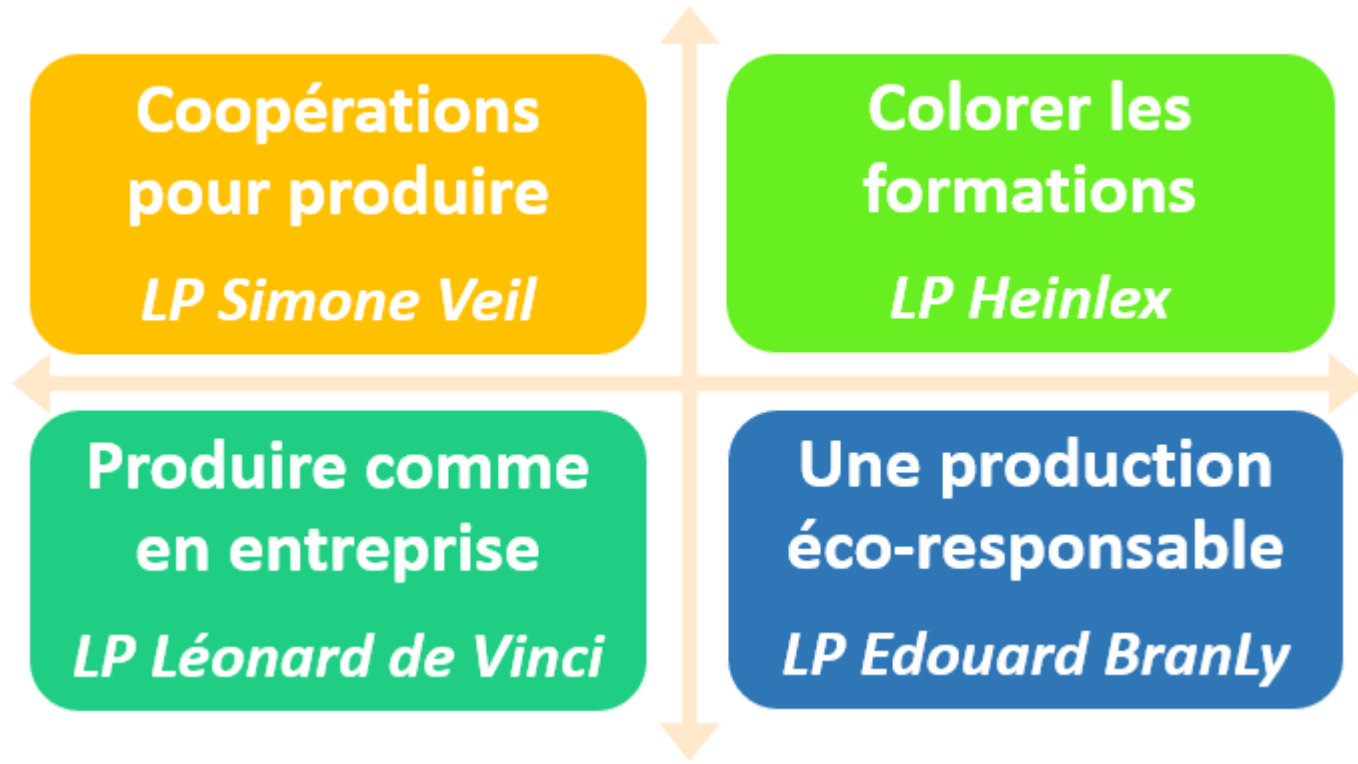 Coopérations
pour produire
LP Simone Veil
Colorer les
formations
LP Heinlex
Produire comme
en entreprise
LP Léonard de Vinci
Une production
éco-responsable
LP Edouard BranLy